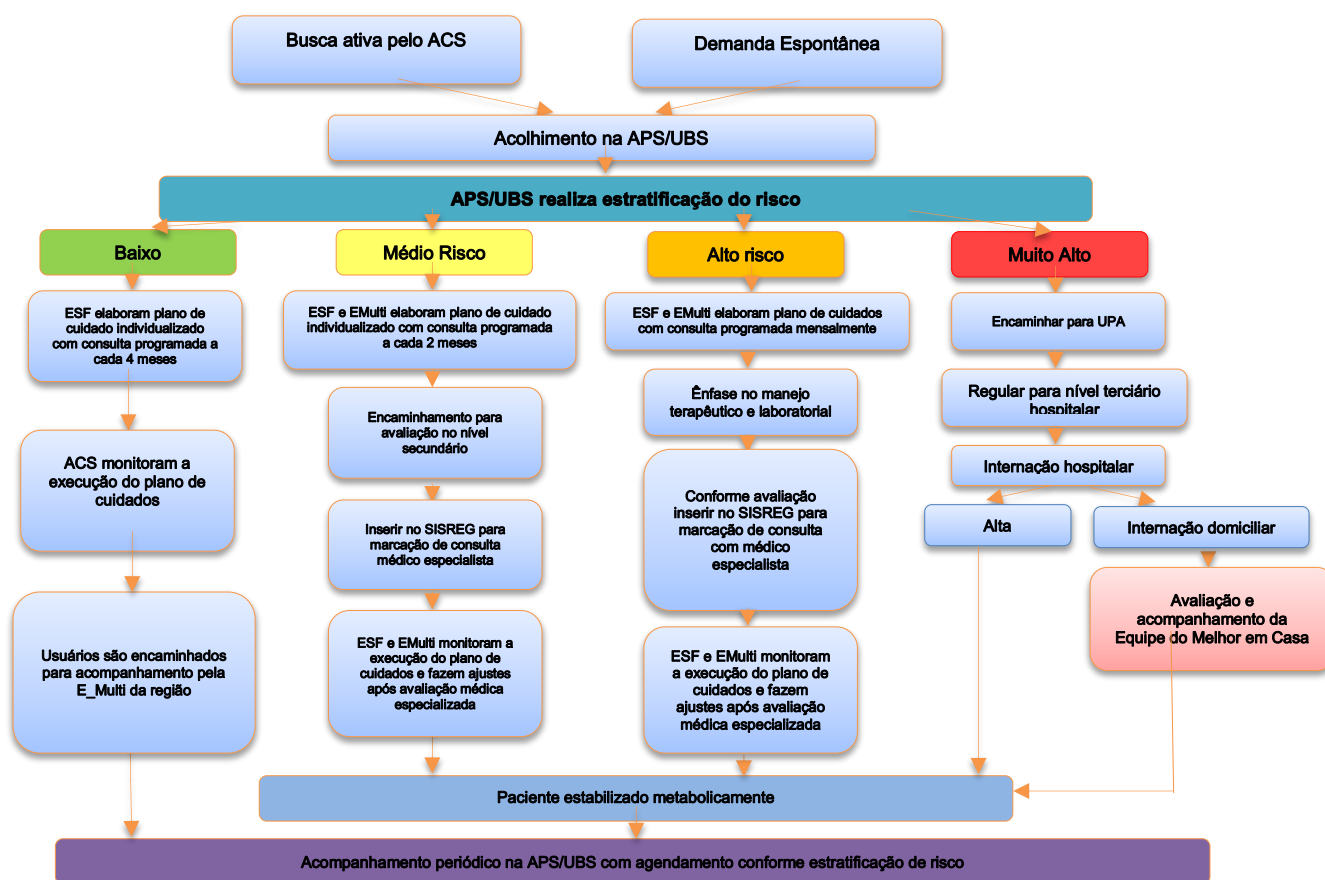 Busca ativa pelo ACS
Demanda Espontânea
Acolhimento na APS/UBS
APS/UBS realiza estratificação do risco
Baixo
Médio Risco
Alto risco
Muito Alto
ESF elaboram plano de
cuidado individualizado
com consulta programada a
cada 4 meses
ESF e EMulti elaboram plano de cuidado
individualizado com consulta programada
a cada 2 meses
ESF e EMulti elaboram plano de cuidados
com consulta programada mensalmente
Encaminhar para UPA
ACS monitoram a
execução do plano de
cuidados
Encaminhamento para
avaliação no nível
secundário
Ênfase no manejo
terapêutico e laboratorial
Regular para nível terciário
hospitalar
Internação hospitalar
Inserir no SISREG para
marcação de consulta
médico especialista
Conforme avaliação
inserir no SISREG para
marcação de consulta
com médico
especialista
Alta
Internação domiciliar
Usuários são encaminhados
para acompanhamento pela
E_Multi da região
ESF e EMulti monitoram a
execução do plano de
cuidados e fazem ajustes
após avaliação médica
especializada
ESF e EMulti monitoram
a execução do plano de
cuidados e fazem
ajustes após avaliação
médica especializada
Avaliação e
acompanhamento da
Equipe do Melhor em Casa
Paciente estabilizado metabolicamente
Acompanhamento periódico na APS/UBS com agendamento conforme estratificação de risco